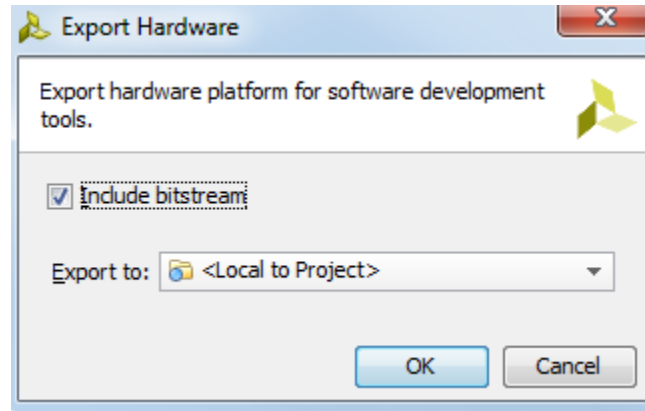 Export Hardware
Export hardware platform for software development
tools.
Include bitstream
Export to: <Local to Project>
OK Cancel